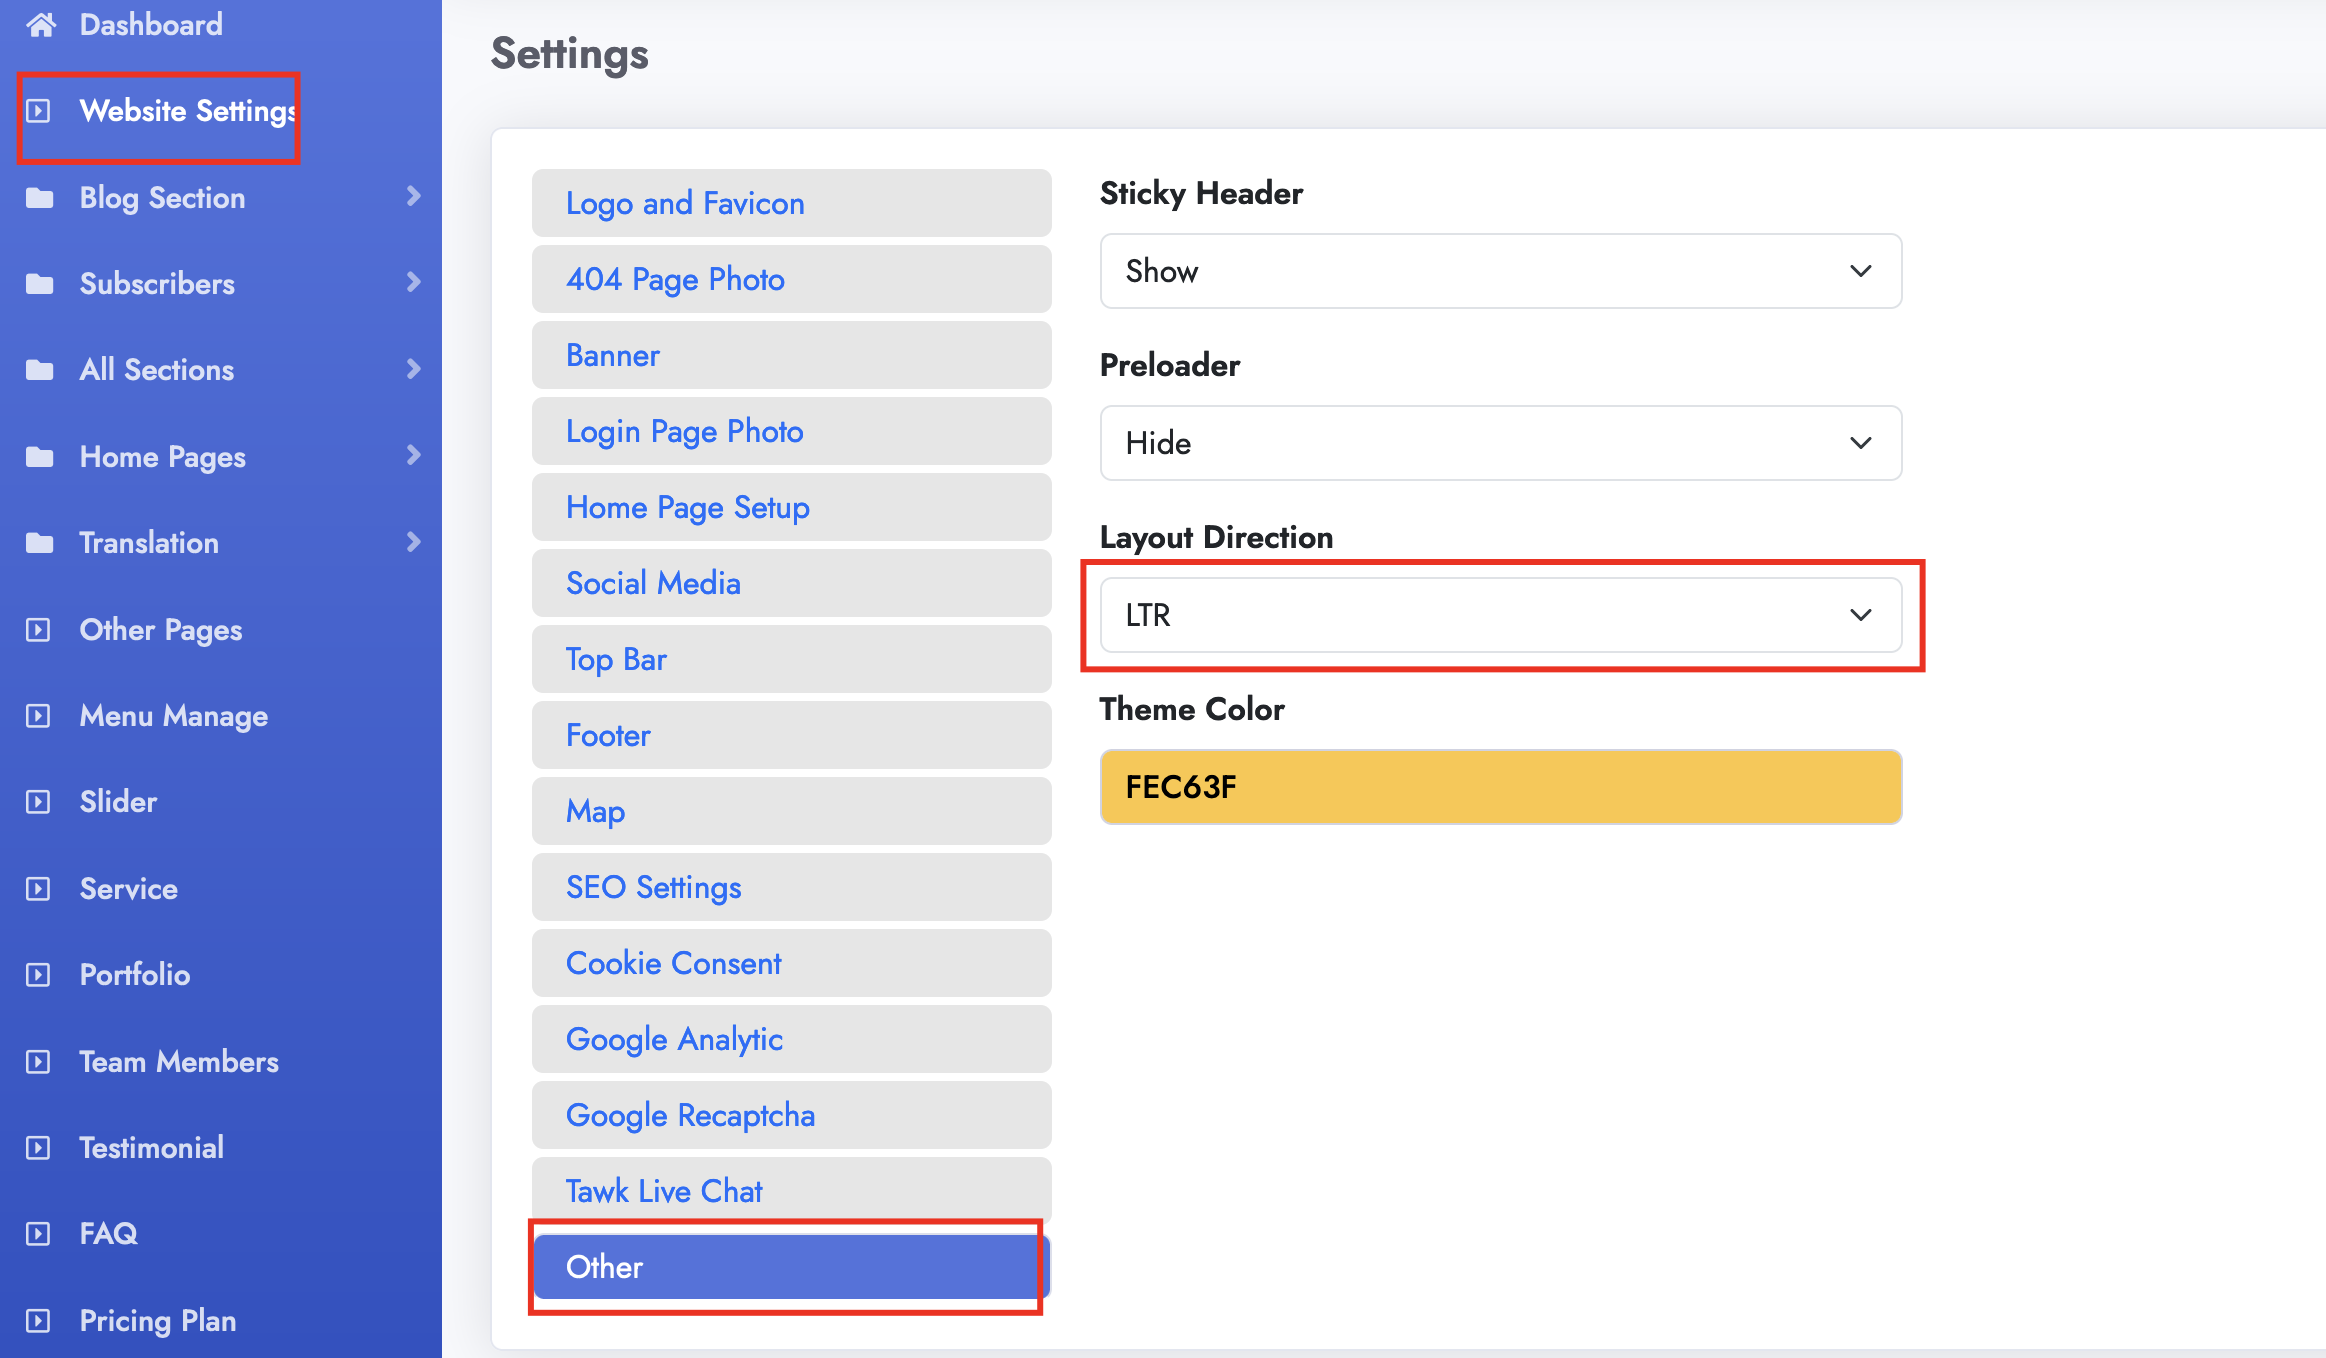 Dashboard
Website Settings
Blog Section
Subscribers
All Sections
Home Pages
Translation
Other Pages
Menu Manage
Slider
Service
Portfolio
Team Members
Testimonial
FAQ
Pricing Plan
Settings
Logo and Favicon
404 Page Photo
Banner
Login Page Photo
Home Page Setup
Social Media
Top Bar
Footer
Map
SEO Settings
Cookie Consent
Google Analytic
Google Recaptcha
Tawk Live Chat
Other
Sticky Header
Show
Preloader
Hide
Layout Direction
LTR
Theme Color
FEC63F